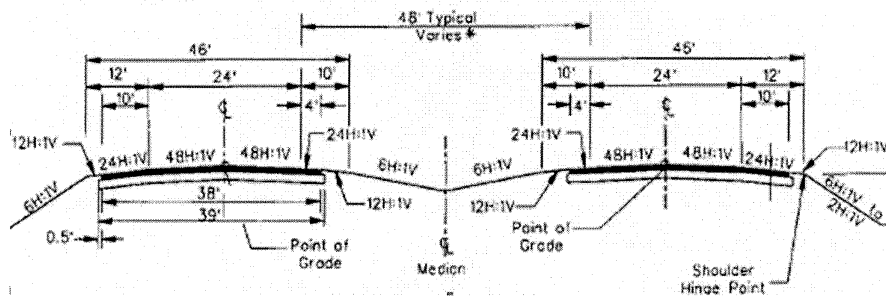 48' Typical
Varies *
46'
46'
12'
24'
10'
10'
24'
12'
10'
℄
4'
4'
℄
10'
12H:1V
24H:1V
48H:1V
48H:1V
24H:1V
24H:1V
48H:1V
48H:1V
24H:1V
12H:1V
6H:1V
6H:1V
6H:1V
12H:1V
12H:1V
6H:1V to
2H:1V
38'
39'
0.5'
Point of
Grade
℄
Median
Point of
Grade
Shoulder
Hinge Point